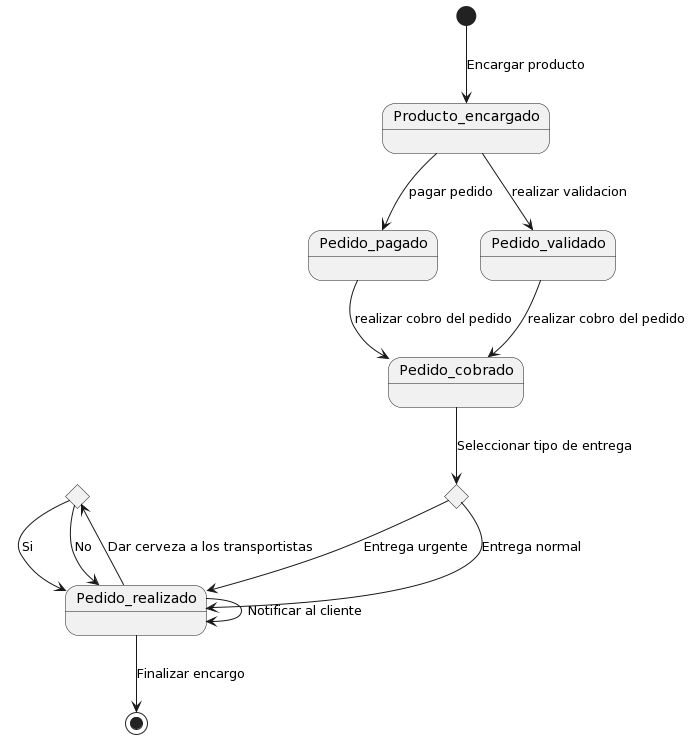 Encargar producto
Producto_encargado
pagar pedido
realizar validacion
Pedido_pagado
Pedido_validado
realizar cobro del pedido
realizar cobro del pedido
Pedido_cobrado
Seleccionar tipo de entrega
Si
No
Dar cerveza a los transportistas
Entrega urgente
Entrega normal
Pedido_realizado
Notificar al cliente
Finalizar encargo